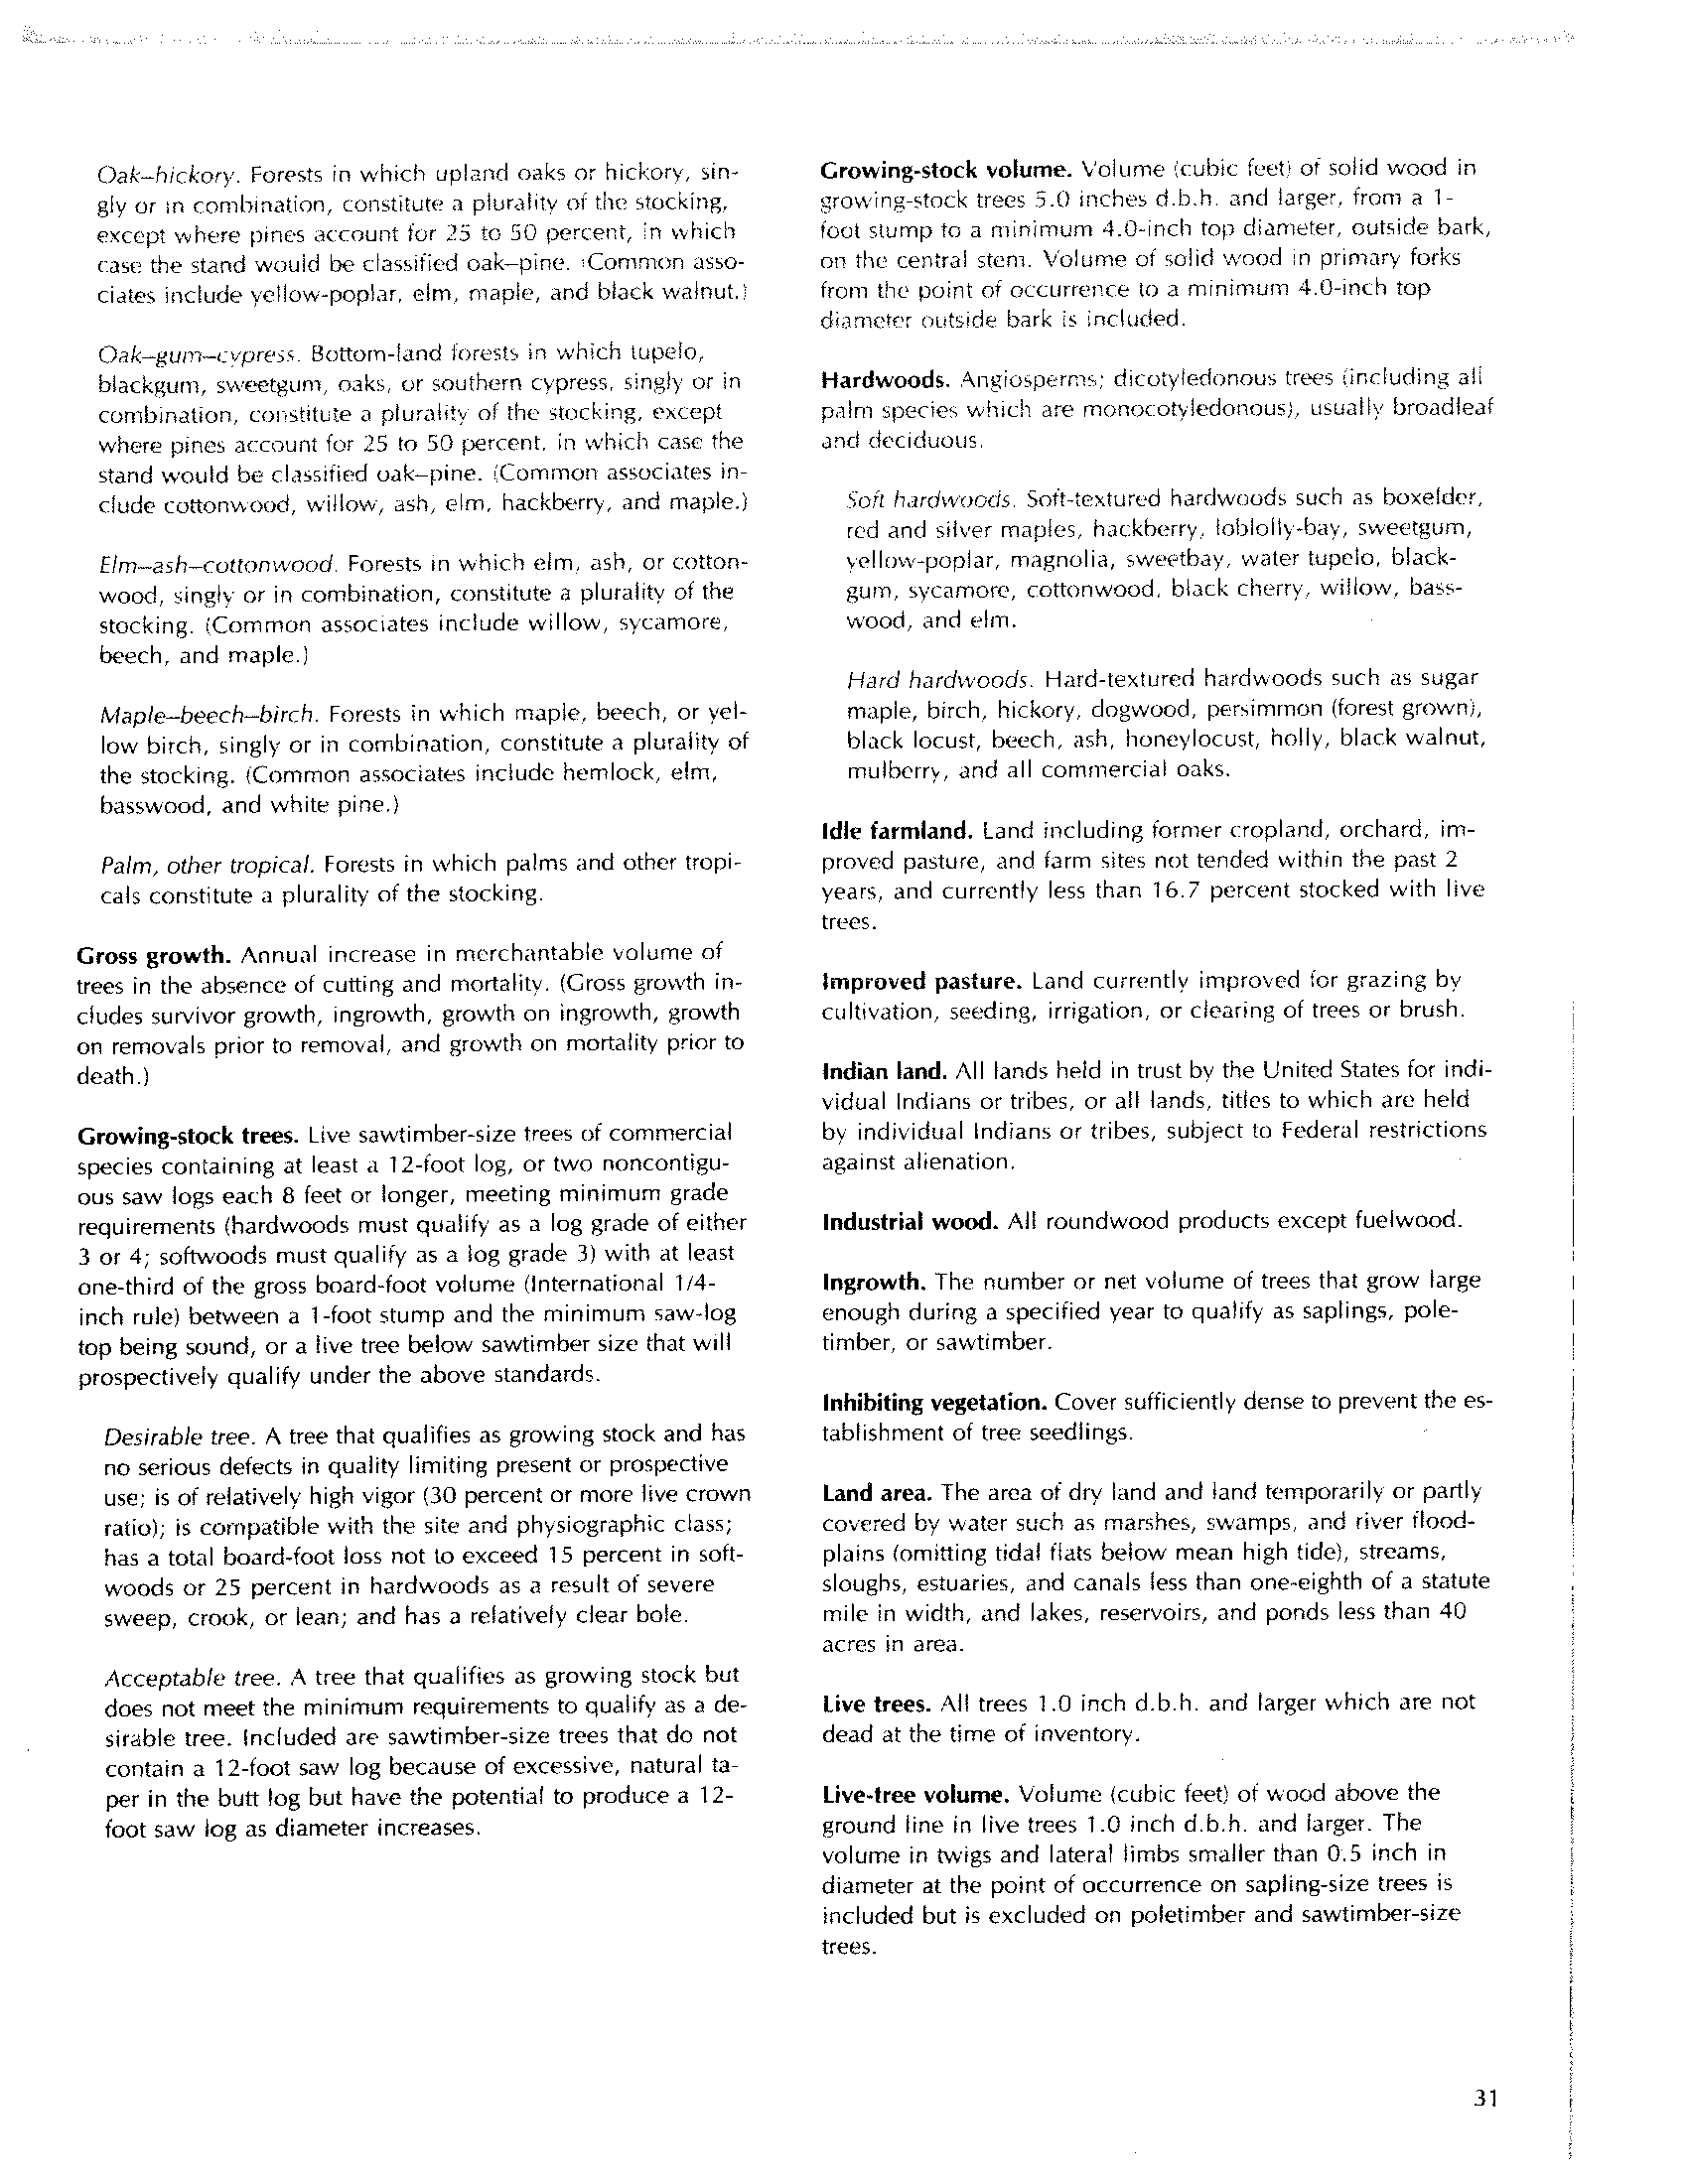 Oak–hickory. Forests in which upland oaks or hickory, sin-
gly or in combination, constitute a plurality of the stocking,
except where pines account for 25 to 50 percent, in which
case the stand would be classified oak–pine. (Common asso-
ciates include yellow-poplar, elm, maple, and black walnut.)
Oak–gum–cypress. Bottom-land forests in which tupelo,
blackgum, sweetgum, oaks, or southern cypress, singly or in
combination, constitute a plurality of the stocking, except
where pines account for 25 to 50 percent, in which case the
stand would be classified oak–pine. (Common associates in-
clude cottonwood, willow, ash, elm, hackberry, and maple.)
Elm–ash–cottonwood. Forests in which elm, ash, or cotton-
wood, singly or in combination, constitute a plurality of the
stocking. (Common associates include willow, sycamore,
beech, and maple.)
Maple–beech–birch. Forests in which maple, beech, or yel-
low birch, singly or in combination, constitute a plurality of
the stocking. (Common associates include hemlock, elm,
basswood, and white pine.)
Palm, other tropical. Forests in which palms and other tropi-
cals constitute a plurality of the stocking.
Gross growth. Annual increase in merchantable volume of
trees in the absence of cutting and mortality. (Gross growth in-
cludes survivor growth, ingrowth, growth on ingrowth, growth
on removals prior to removal, and growth on mortality prior to
death.)
Growing-stock trees. Live sawtimber-size trees of commercial
species containing at least a 12-foot log, or two noncontigu-
ous saw logs each 8 feet or longer, meeting minimum grade
requirements (hardwoods must qualify as a log grade of either
3 or 4; softwoods must qualify as a log grade 3) with at least
one-third of the gross board-foot volume (International 1/4-
inch rule) between a 1-foot stump and the minimum saw-log
top being sound, or a live tree below sawtimber size that will
prospectively qualify under the above standards.
Desirable tree. A tree that qualifies as growing stock and has
no serious defects in quality limiting present or prospective
use; is of relatively high vigor (30 percent or more live crown
ratio); is compatible with the site and physiographic class;
has a total board-foot loss not to exceed 15 percent in soft-
woods or 25 percent in hardwoods as a result of severe
sweep, crook, or lean; and has a relatively clear bole.
Acceptable tree. A tree that qualifies as growing stock but
does not meet the minimum requirements to qualify as a de-
sirable tree. Included are sawtimber-size trees that do not
contain a 12-foot saw log because of excessive, natural ta-
per in the butt log but have the potential to produce a 12-
foot saw log as diameter increases.
Growing-stock volume. Volume (cubic feet) of solid wood in
growing-stock trees 5.0 inches d.b.h. and larger, from a 1-
foot stump to a minimum 4.0-inch top diameter, outside bark,
on the central stem. Volume of solid wood in primary forks
from the point of occurrence to a minimum 4.0-inch top
diameter outside bark is included.
Hardwoods. Angiosperms; dicotyledonous trees (including all
palm species which are monocotyledonous), usually broadleaf
and deciduous.
Soft hardwoods. Soft-textured hardwoods such as boxelder,
red and silver maples, hackberry, loblolly-bay, sweetgum,
yellow-poplar, magnolia, sweetbay, water tupelo, black-
gum, sycamore, cottonwood, black cherry, willow, bass-
wood, and elm.
Hard hardwoods. Hard-textured hardwoods such as sugar
maple, birch, hickory, dogwood, persimmon (forest grown),
black locust, beech, ash, honeylocust, holly, black walnut,
mulberry, and all commercial oaks.
Idle farmland. Land including former cropland, orchard, im-
proved pasture, and farm sites not tended within the past 2
years, and currently less than 16.7 percent stocked with live
trees.
Improved pasture. Land currently improved for grazing by
cultivation, seeding, irrigation, or clearing of trees or brush.
Indian land. All lands held in trust by the United States for indi-
vidual Indians or tribes, or all lands, titles to which are held
by individual Indians or tribes, subject to Federal restrictions
against alienation.
Industrial wood. All roundwood products except fuelwood.
Ingrowth. The number or net volume of trees that grow large
enough during a specified year to qualify as saplings, pole-
timber, or sawtimber.
Inhibiting vegetation. Cover sufficiently dense to prevent the es-
tablishment of tree seedlings.
Land area. The area of dry land and land temporarily or partly
covered by water such as marshes, swamps, and river flood-
plains (omitting tidal flats below mean high tide), streams,
sloughs, estuaries, and canals less than one-eighth of a statute
mile in width, and lakes, reservoirs, and ponds less than 40
acres in area.
Live trees. All trees 1.0 inch d.b.h. and larger which are not
dead at the time of inventory.
Live-tree volume. Volume (cubic feet) of wood above the
ground line in live trees 1.0 inch d.b.h. and larger. The
volume in twigs and lateral limbs smaller than 0.5 inch in
diameter at the point of occurrence on sapling-size trees is
included but is excluded on poletimber and sawtimber-size
trees.
31